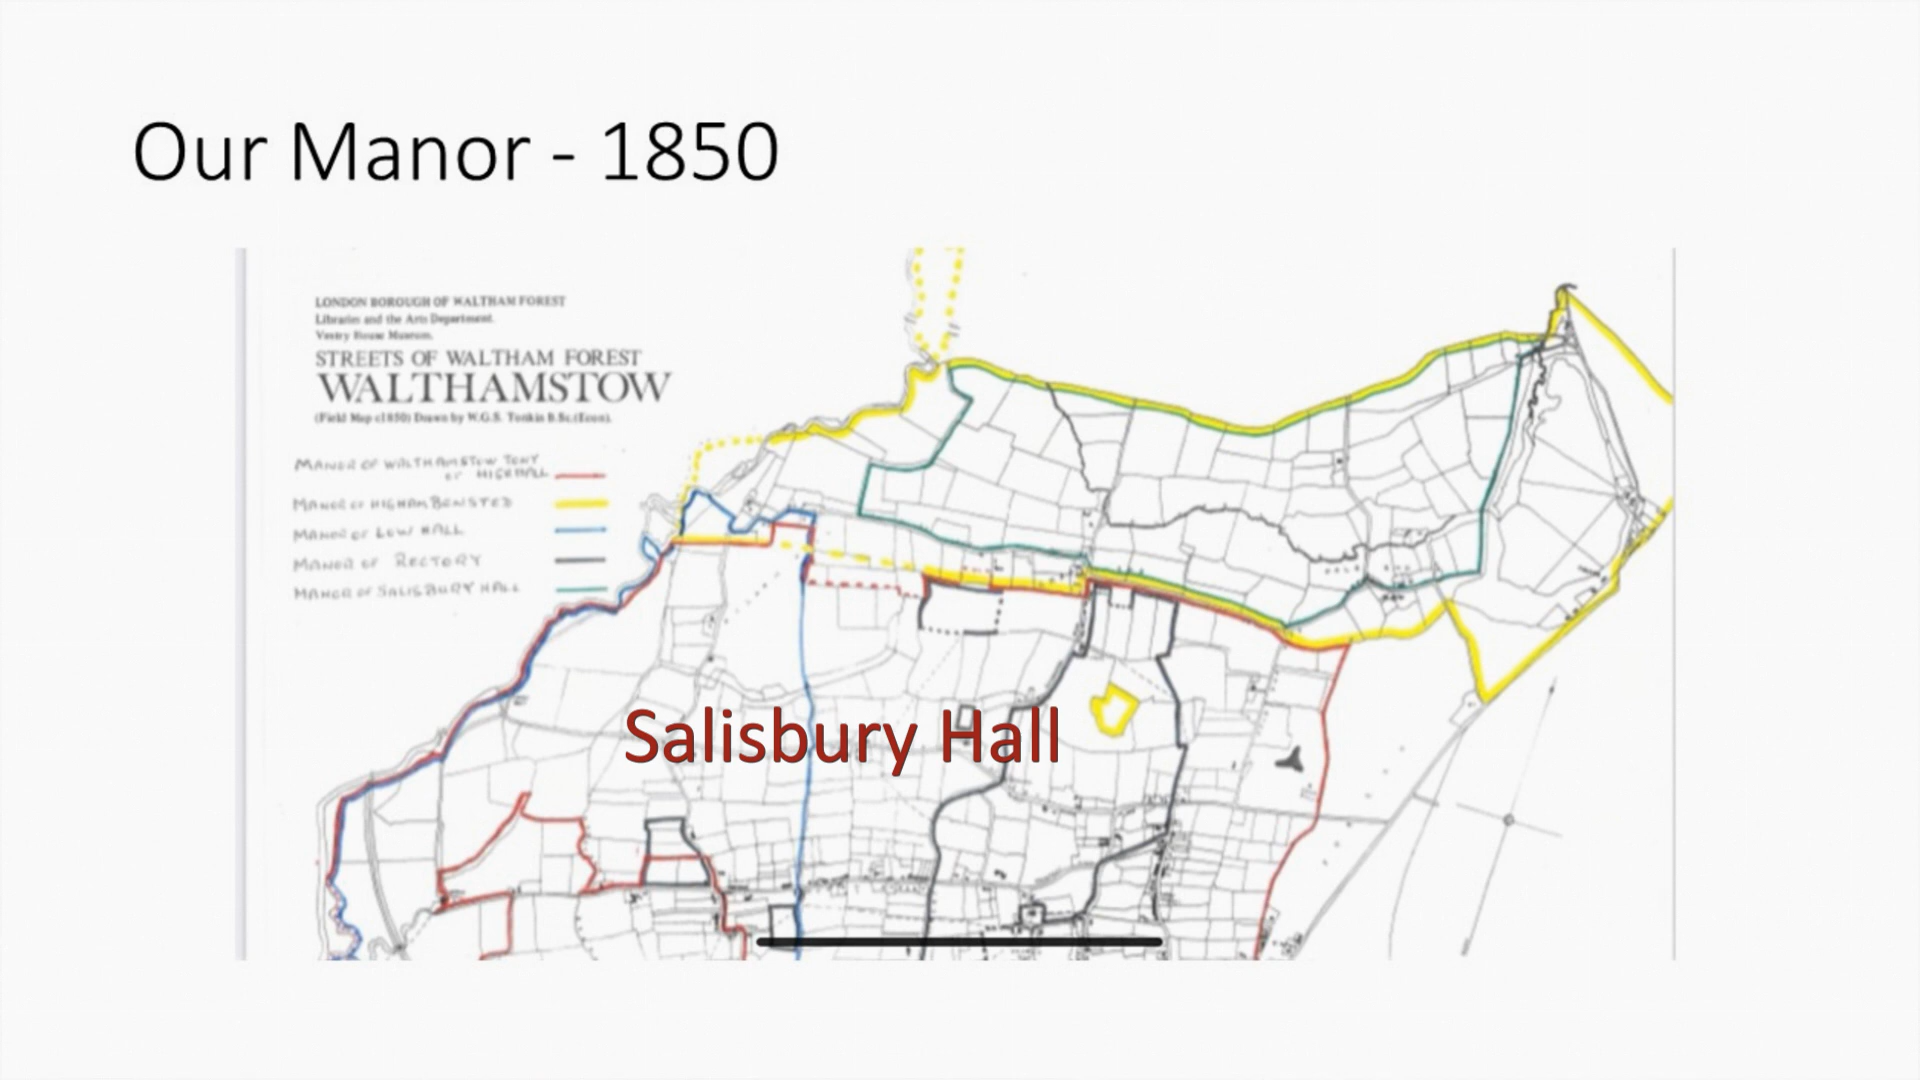 Our Manor - 1850
LONDON BOROUGH OF WALTHAM FOREST
Libraries and the Arts Department.
Vestry House Museum.
STREETS OF WALTHAM FOREST
WALTHAMSTOW
(Field Map c1850) Drawn by W.G.S. Tonkin B.Sc.(Econ).
MANOR OF WALTHAMSTOW TONY
OF HIGHALL
MANOR OF HIGHAM BENSTED
MANOR OF LOW HALL
MANOR OF RECTORY
MANOR OF SALISBURY HALL
Salisbury Hall